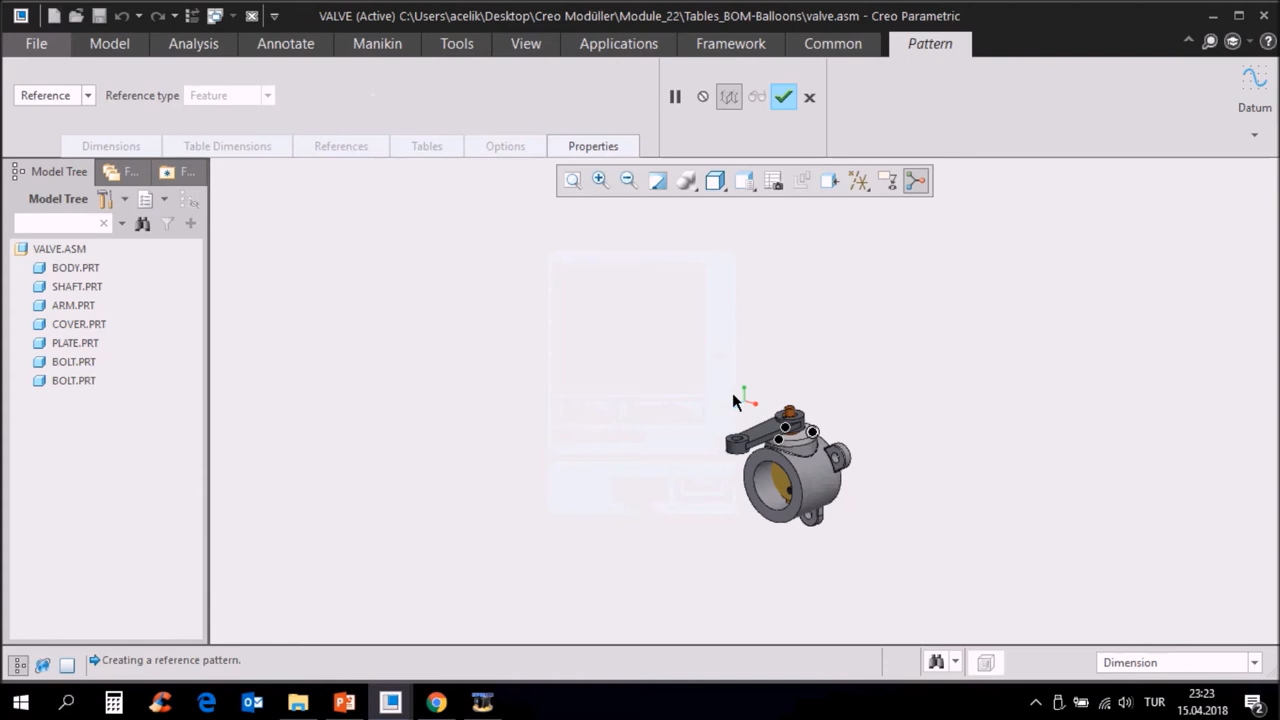 VALVE (Active) C:\Users\acelik\Desktop\Creo Modüller\Module_22\Tables_BOM-Balloons\valve.asm - Creo Parametric
File Model Analysis Annotate Manikin Tools View Applications Framework Common Pattern
Reference Reference type Feature
Datum
Dimensions Table Dimensions References Tables Options Properties
Model Tree F... F...
Model Tree
VALVE.ASM
BODY.PRT
SHAFT.PRT
ARM.PRT
COVER.PRT
PLATE.PRT
BOLT.PRT
BOLT.PRT
Creating a reference pattern.
Dimension
TUR
23:23
15.04.2018
2